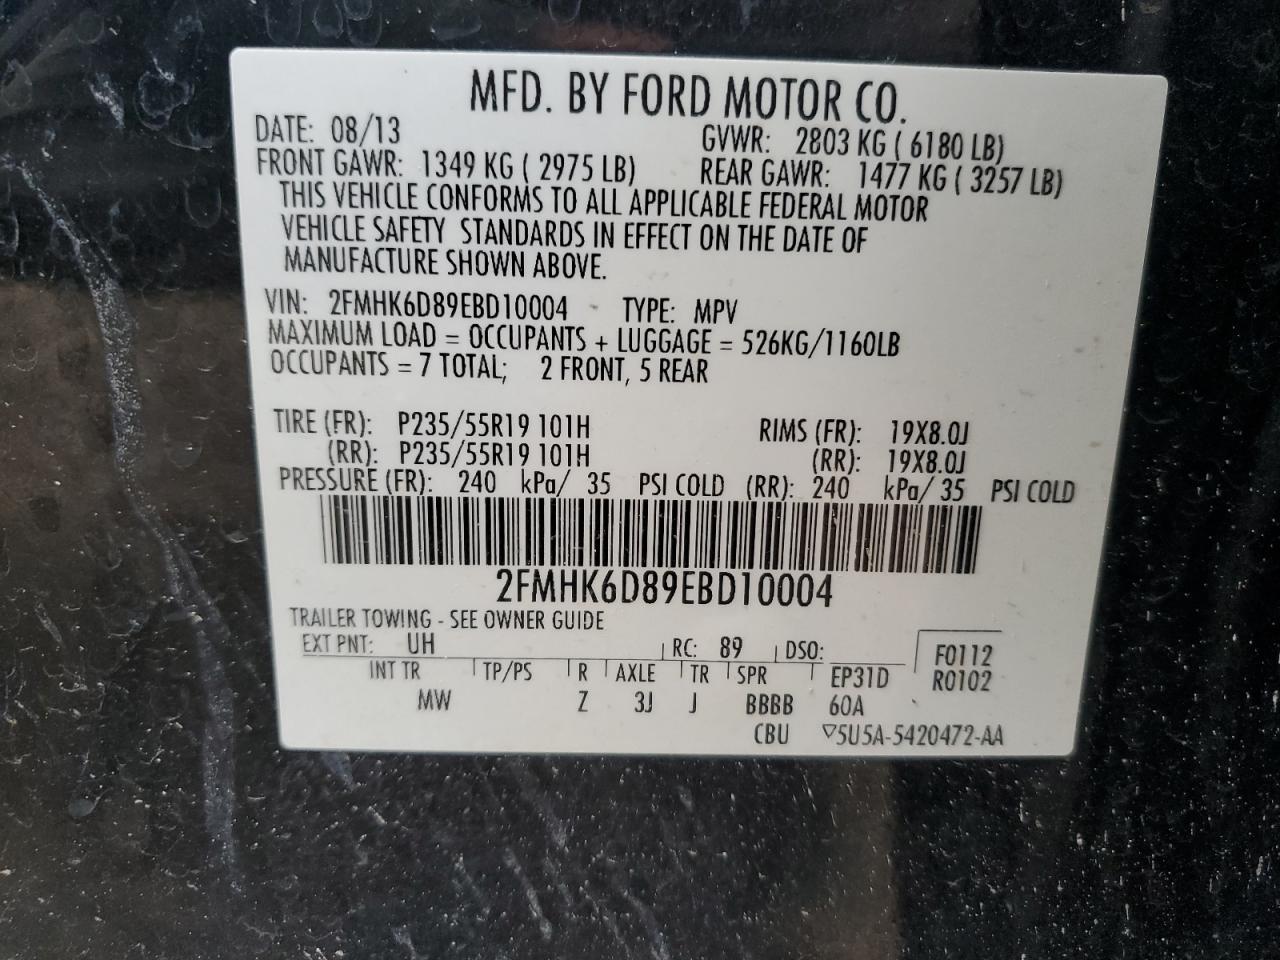 MFD. BY FORD MOTOR CO.
DATE: 08/13 GVWR: 2803 KG ( 6180 LB)
FRONT GAWR: 1349 KG ( 2975 LB) REAR GAWR: 1477 KG ( 3257 LB)
THIS VEHICLE CONFORMS TO ALL APPLICABLE FEDERAL MOTOR
VEHICLE SAFETY STANDARDS IN EFFECT ON THE DATE OF
MANUFACTURE SHOWN ABOVE.
VIN: 2FMHK6D89EBD10004 TYPE: MPV
MAXIMUM LOAD = OCCUPANTS + LUGGAGE = 526KG/1160LB
OCCUPANTS = 7 TOTAL; 2 FRONT, 5 REAR
TIRE (FR): P235/55R19 101H RIMS (FR): 19X8.0J
(RR): P235/55R19 101H (RR): 19X8.0J
PRESSURE (FR): 240 kPa/ 35 PSI COLD (RR): 240 kPa/ 35 PSI COLD
2FMHK6D89EBD10004
TRAILER TOWING - SEE OWNER GUIDE
EXT PNT: UH RC: 89 DSO: F0112
INT TR TP/PS R AXLE TR SPR EP31D R0102
MW Z 3J J BBBB 60A
CBU ▽5U5A-5420472-AA